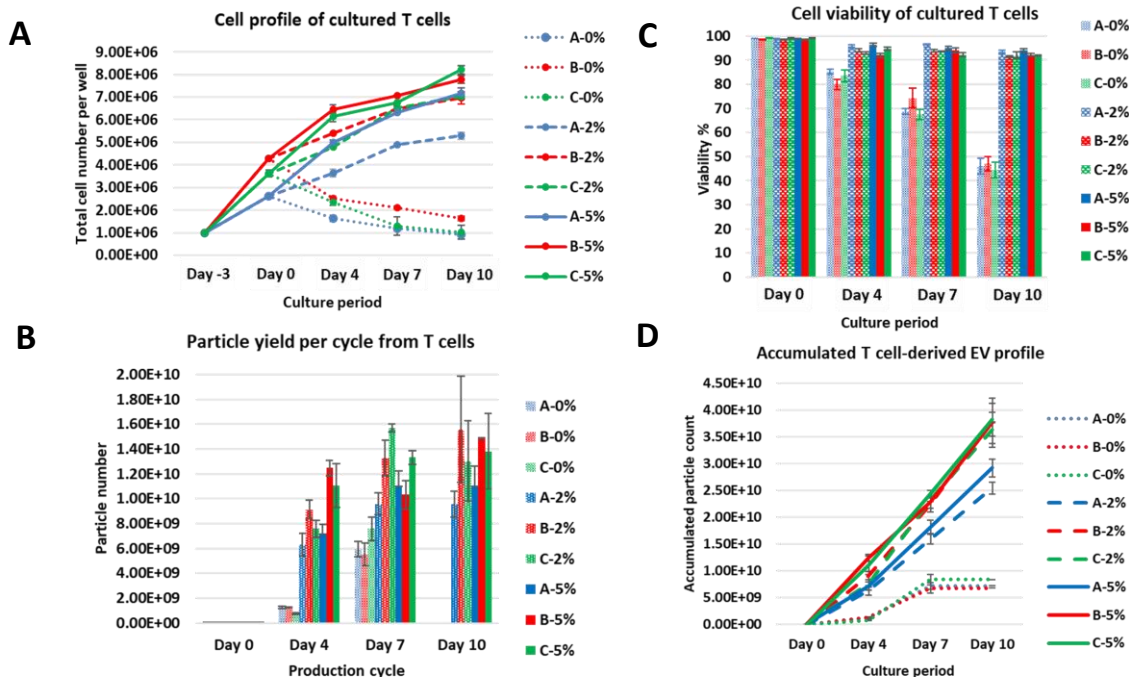 A
Cell profile of cultured T cells
Total cell number per well
9.00E+06
8.00E+06
7.00E+06
6.00E+06
5.00E+06
4.00E+06
3.00E+06
2.00E+06
1.00E+06
0.00E+00
Day -3 Day 0 Day 4 Day 7 Day 10
Culture period
A-0%
B-0%
C-0%
A-2%
B-2%
C-2%
A-5%
B-5%
C-5%
C
Cell viability of cultured T cells
Viability %
100
90
80
70
60
50
40
30
20
10
0
Day 0 Day 4 Day 7 Day 10
Culture period
A-0%
B-0%
C-0%
A-2%
B-2%
C-2%
A-5%
B-5%
C-5%
B
Particle yield per cycle from T cells
Particle number
2.00E+10
1.80E+10
1.60E+10
1.40E+10
1.20E+10
1.00E+10
8.00E+09
6.00E+09
4.00E+09
2.00E+09
0.00E+00
Day 0 Day 4 Day 7 Day 10
Production cycle
A-0%
B-0%
C-0%
A-2%
B-2%
C-2%
A-5%
B-5%
C-5%
D
Accumulated T cell-derived EV profile
Accumulated particle count
4.50E+10
4.00E+10
3.50E+10
3.00E+10
2.50E+10
2.00E+10
1.50E+10
1.00E+10
5.00E+09
0.00E+00
Day 0 Day 4 Day 7 Day 10
Culture period
A-0%
B-0%
C-0%
A-2%
B-2%
C-2%
A-5%
B-5%
C-5%